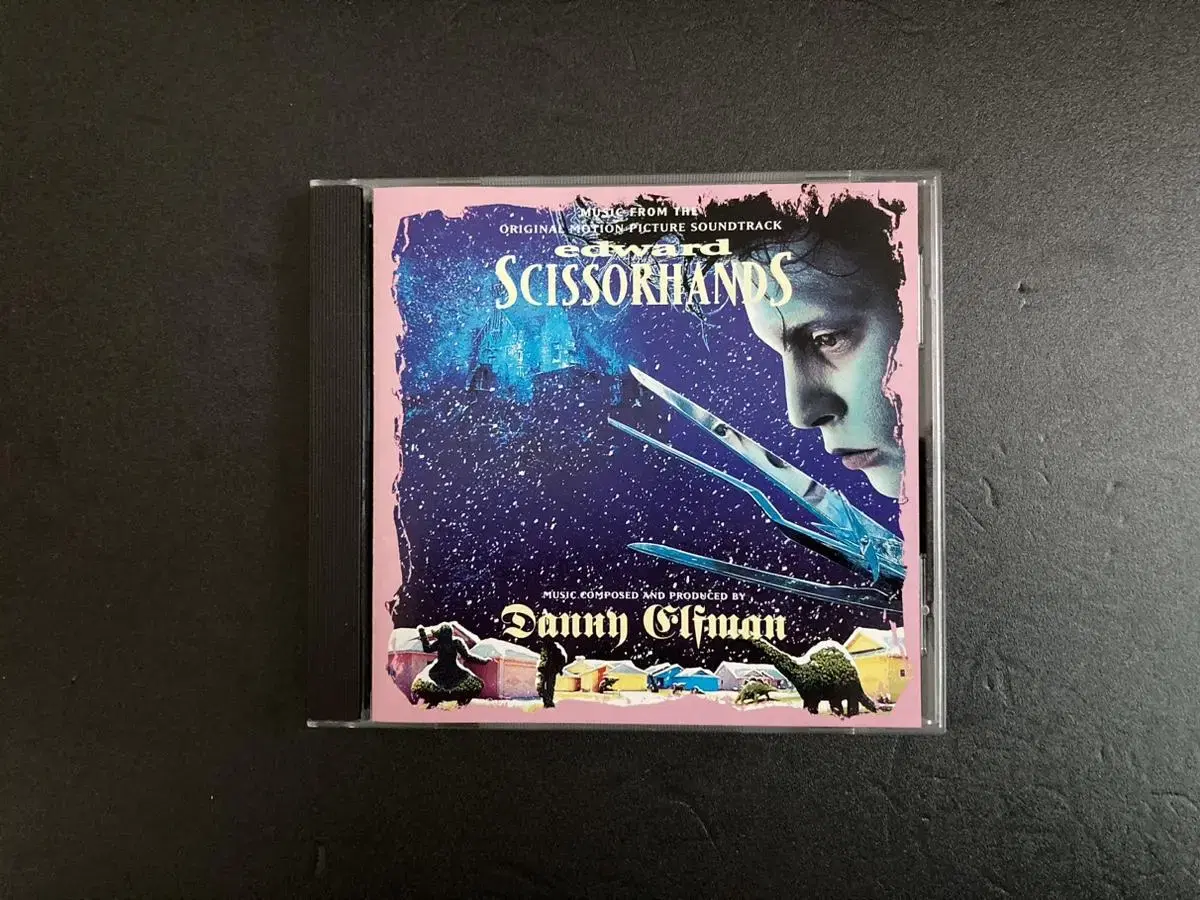 MUSIC FROM THE
ORIGINAL MOTION PICTURE SOUNDTRACK
edward
SCISSORHANDS
MUSIC COMPOSED AND PRODUCED BY
Danny Elfman